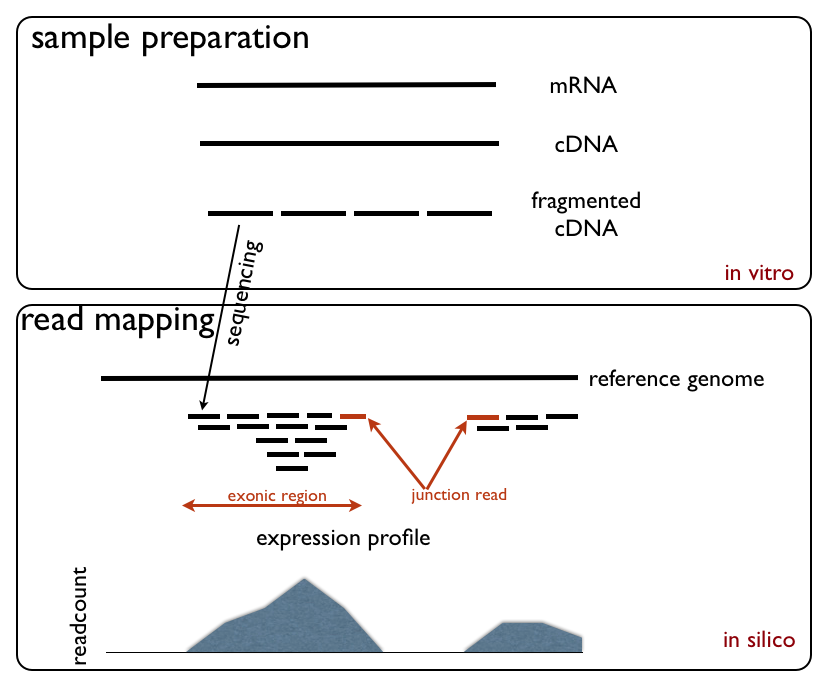 sample preparation
mRNA
cDNA
fragmented
cDNA
in vitro
sequencing
read mapping
reference genome
exonic region
junction read
expression profile
readcount
in silico